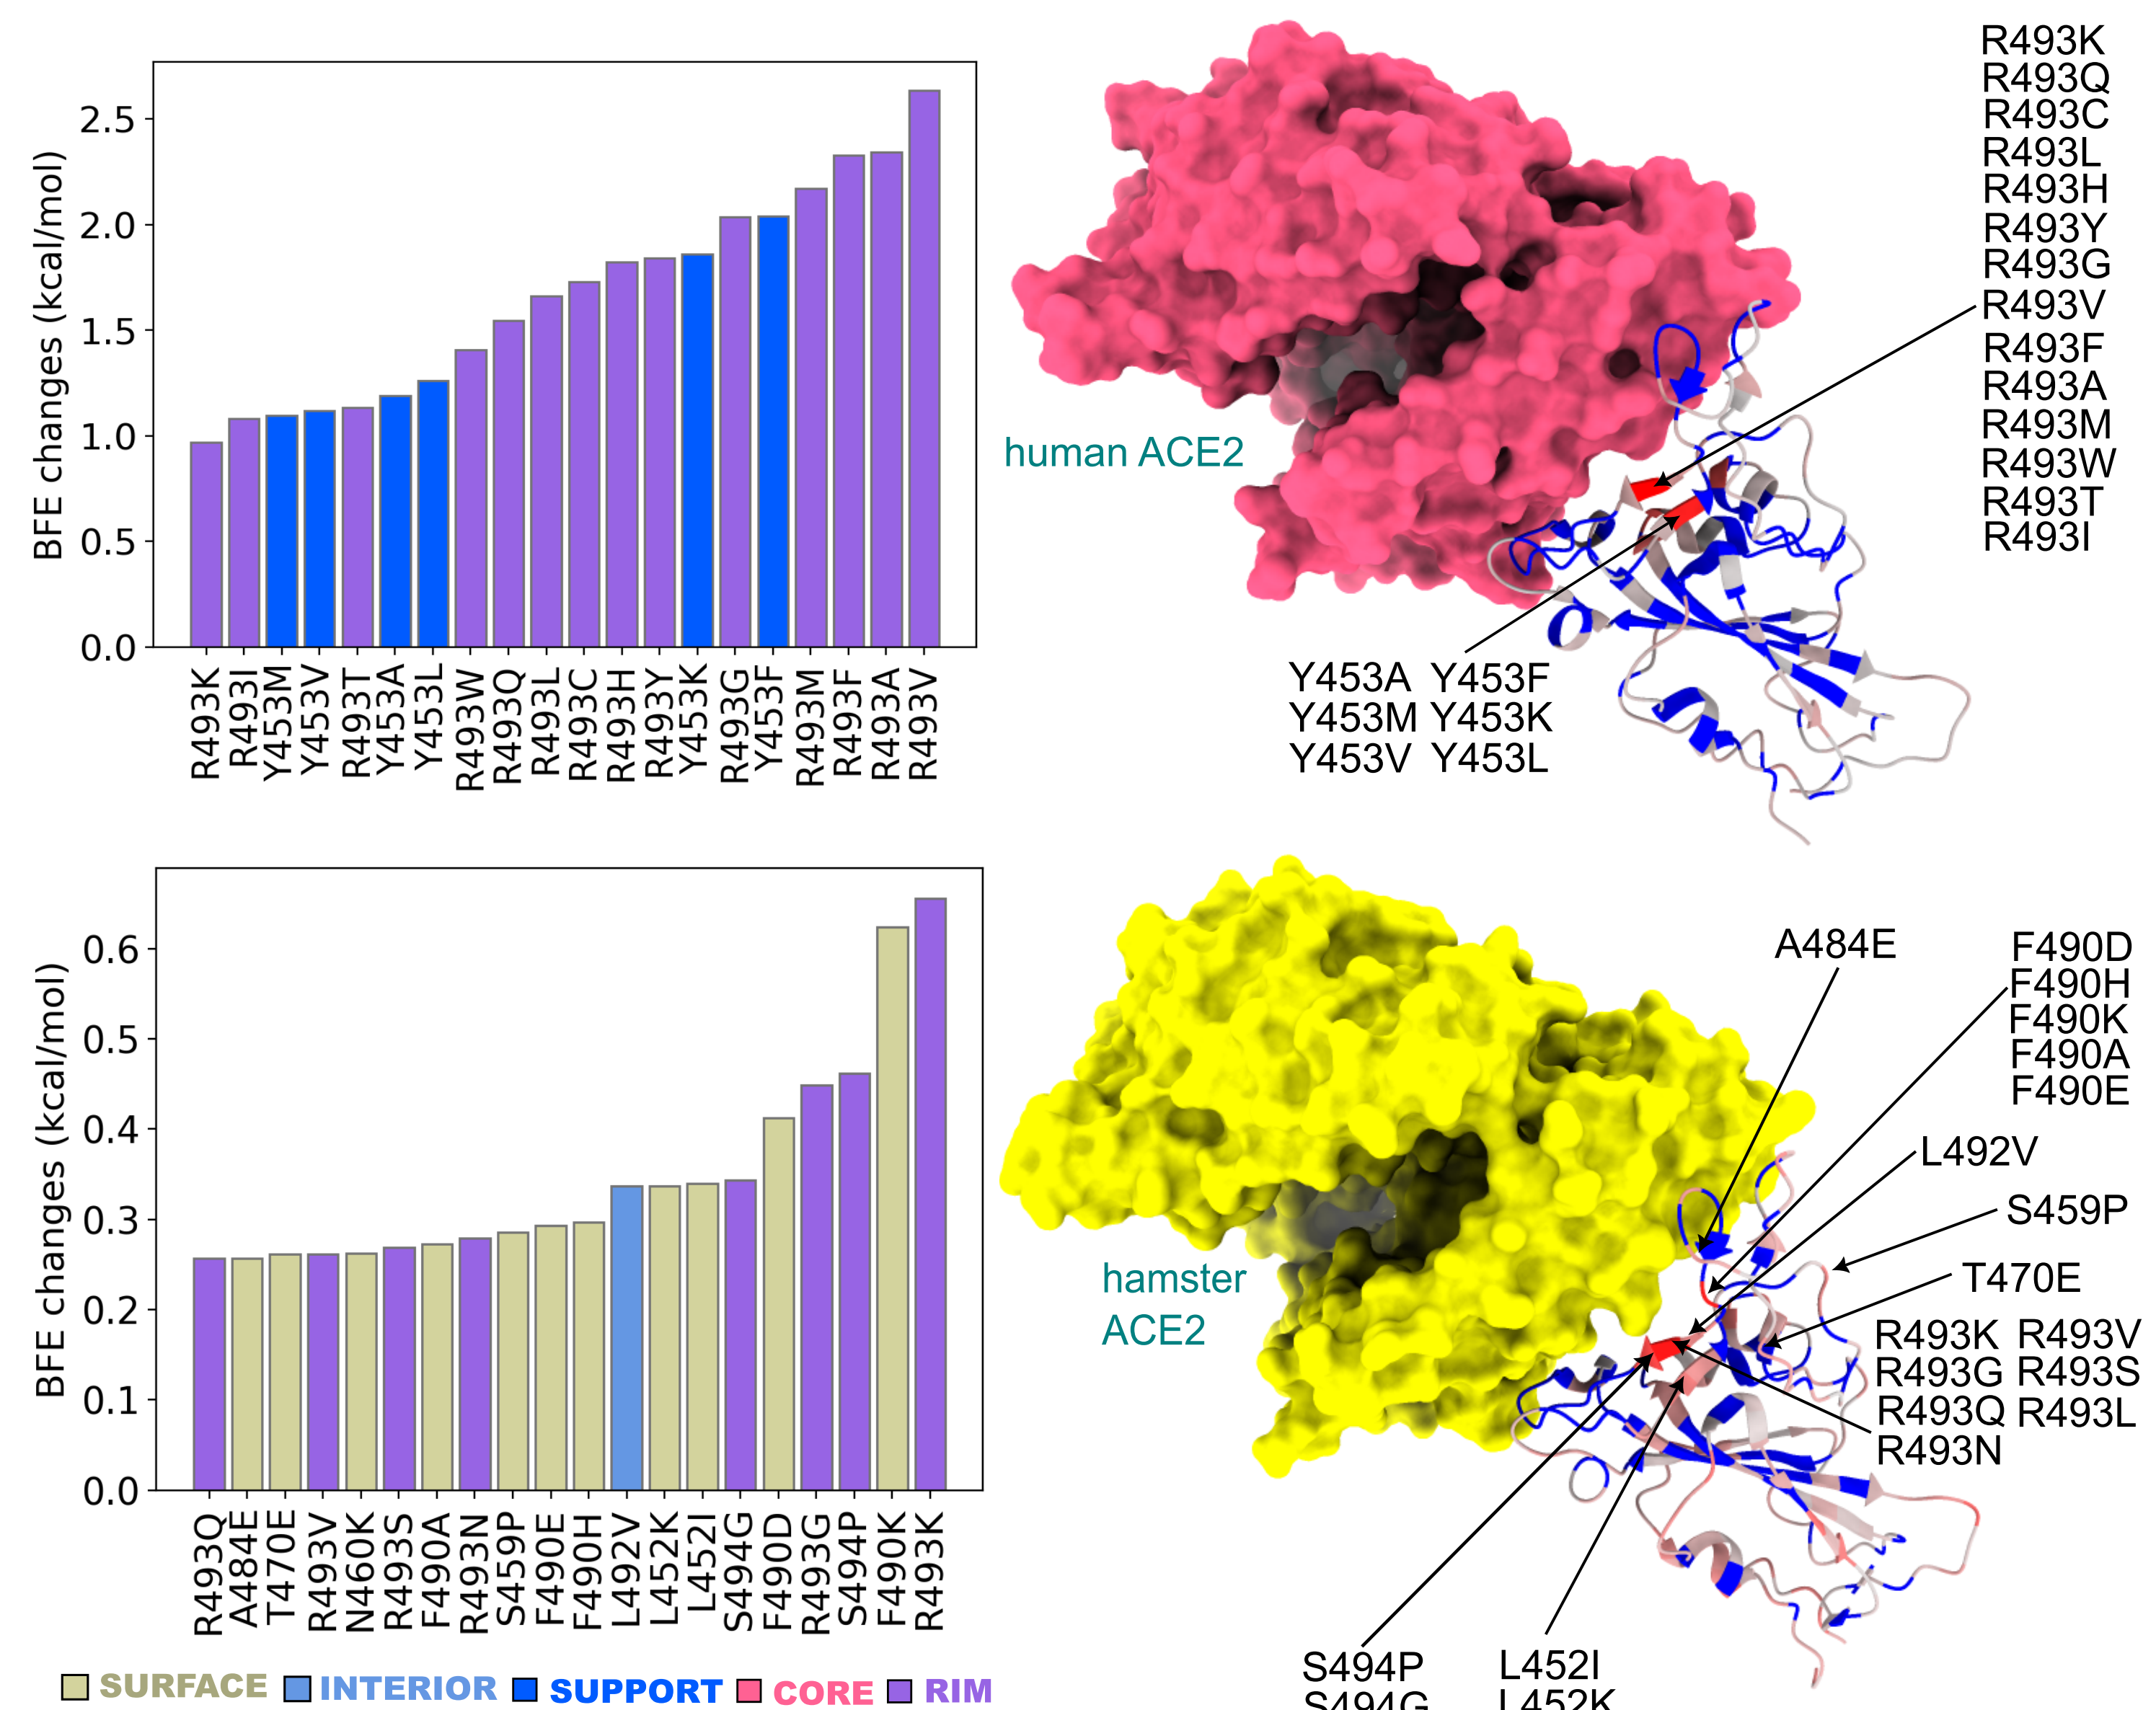 BFE changes (kcal/mol)
2.5
2.0
1.5
1.0
0.5
0.0
R493K
R493I
Y453M
Y453V
R493T
Y453A
Y453L
R493W
R493Q
R493L
R493C
R493H
R493Y
Y453K
R493G
Y453F
R493M
R493F
R493A
R493V
human ACE2
R493K
R493Q
R493C
R493L
R493H
R493Y
R493G
R493V
R493F
R493A
R493M
R493W
R493T
R493I
Y453A Y453F
Y453M Y453K
Y453V Y453L
BFE changes (kcal/mol)
0.6
0.5
0.4
0.3
0.2
0.1
0.0
R493Q
A484E
T470E
R493V
N460K
R493S
F490A
R493N
S459P
F490E
F490H
L492V
L452K
L452I
S494G
F490D
R493G
S494P
F490K
R493K
hamster
ACE2
A484E
F490D
F490H
F490K
F490A
F490E
L492V
S459P
T470E
R493K R493V
R493G R493S
R493Q R493L
R493N
S494P
S494G
L452I
L452K
SURFACE INTERIOR SUPPORT CORE RIM